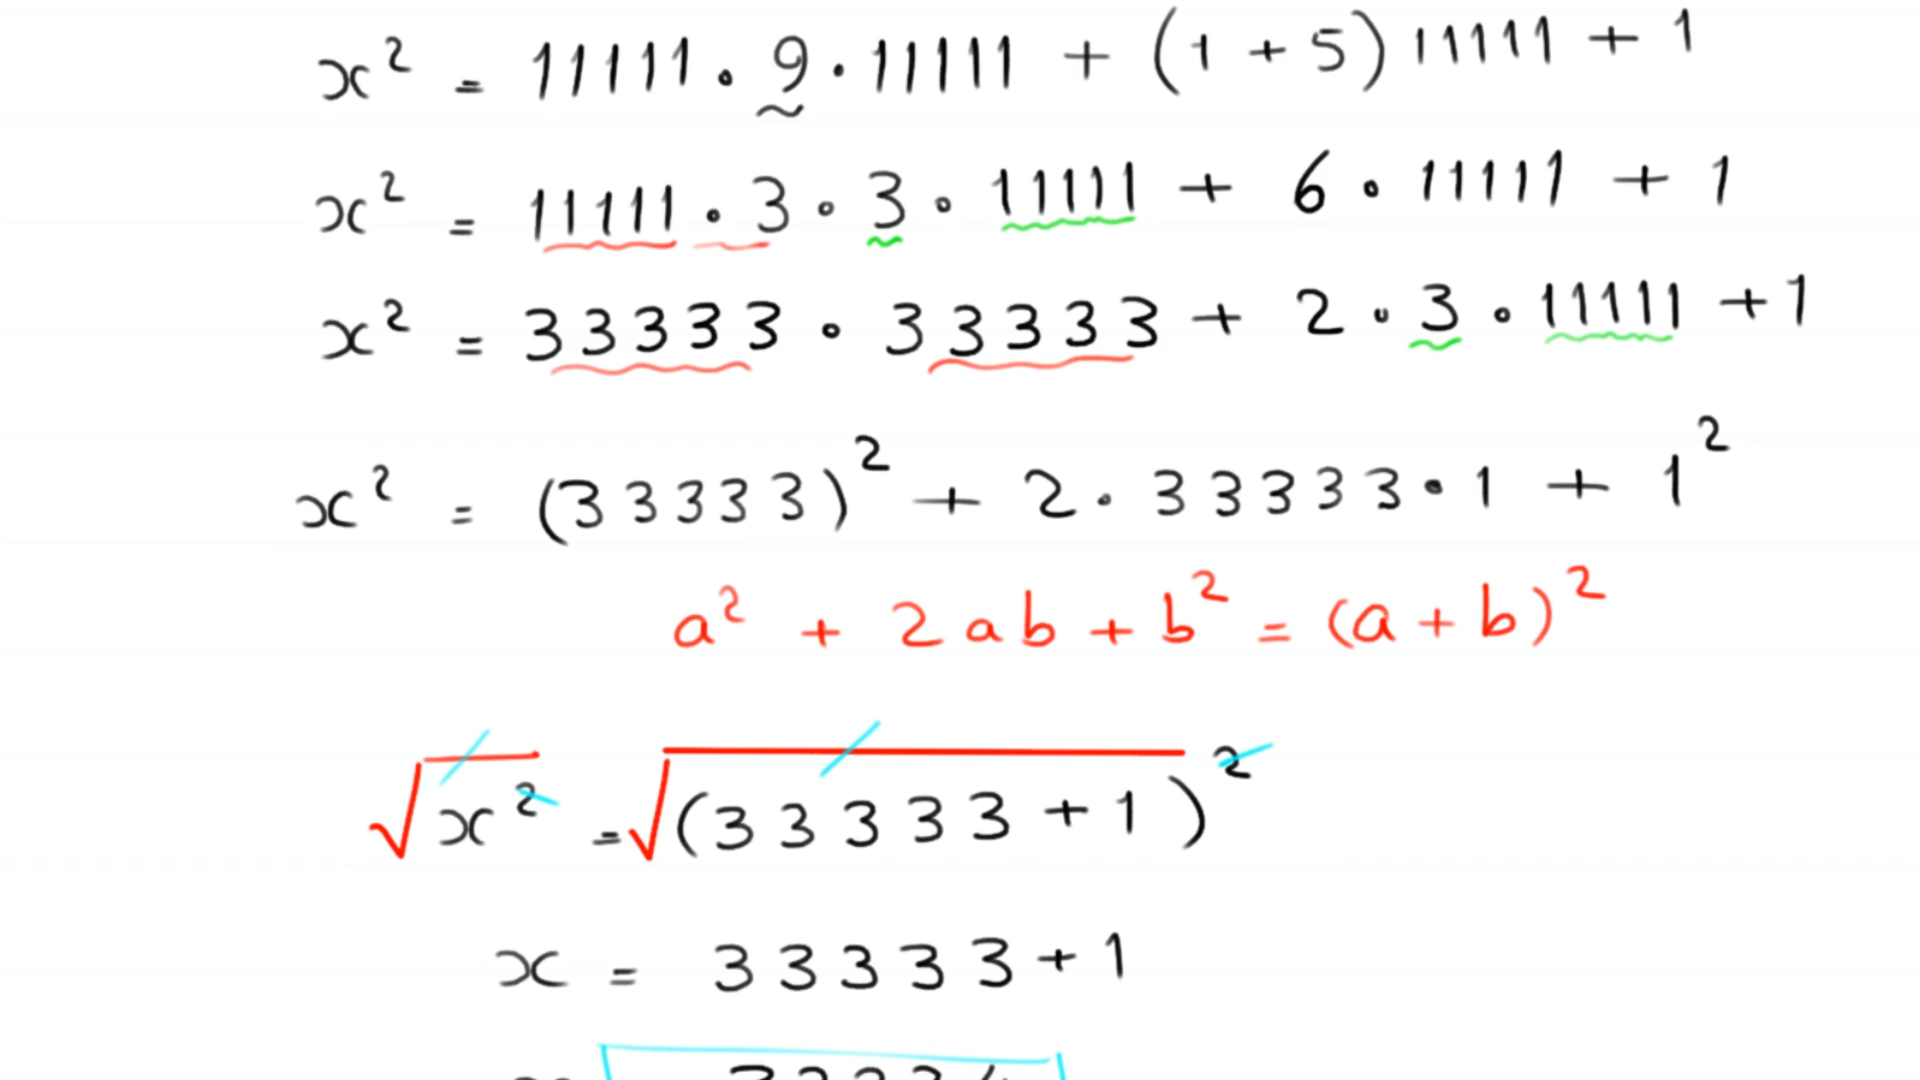 x² = 11111 · 9 · 11111 + (1 + 5) 11111 + 1
x² = 11111 · 3 · 3 · 11111 + 6 · 11111 + 1
x² = 33333 · 33333 + 2 · 3 · 11111 + 1
x² = (33333)² + 2 · 33333 · 1 + 1²
a² + 2ab + b² = (a + b)²
√x² = √(33333 + 1)²
x = 33333 + 1
33334